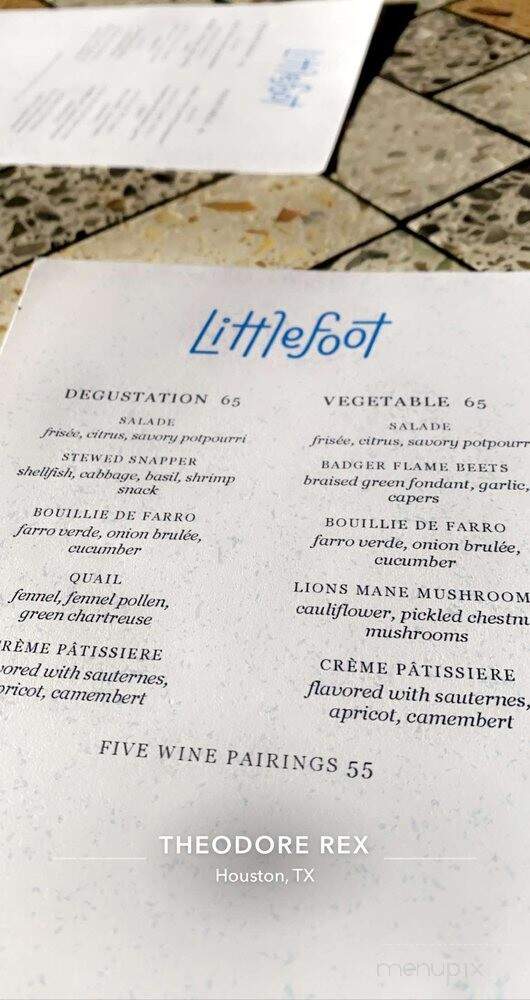 Littlefoot
Littlefoot
DEGUSTATION 65
SALADE
frisée, citrus, savory potpourri
STEWED SNAPPER
shellfish, cabbage, basil, shrimp
snack
BOUILLIE DE FARRO
farro verde, onion brulée,
cucumber
QUAIL
fennel, fennel pollen,
green chartreuse
CRÈME PÂTISSIERE
vored with sauternes,
pricot, camembert
VEGETABLE 65
SALADE
frisée, citrus, savory potpourr
BADGER FLAME BEETS
braised green fondant, garlic,
capers
BOUILLIE DE FARRO
farro verde, onion brulée,
cucumber
LIONS MANE MUSHROOM
cauliflower, pickled chestnu
mushrooms
CRÈME PÂTISSIERE
flavored with sauternes,
apricot, camembert
FIVE WINE PAIRINGS 55
THEODORE REX
Houston, TX
menupix